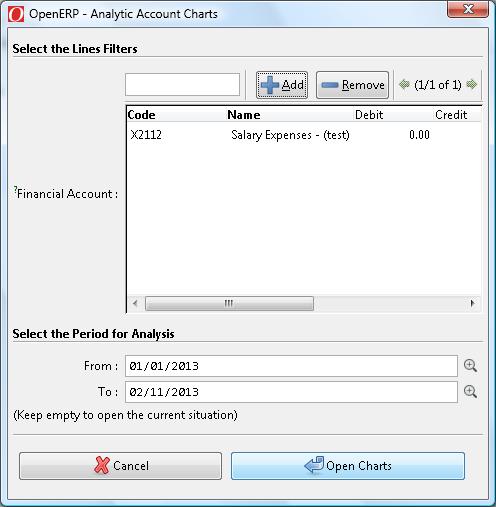 OpenERP - Analytic Account Charts
Select the Lines Filters
Add Remove (1/1 of 1)
Code Name Debit Credit
X2112 Salary Expenses - (test) 0.00
?Financial Account :
Select the Period for Analysis
From : 01/01/2013
To : 02/11/2013
(Keep empty to open the current situation)
Cancel Open Charts